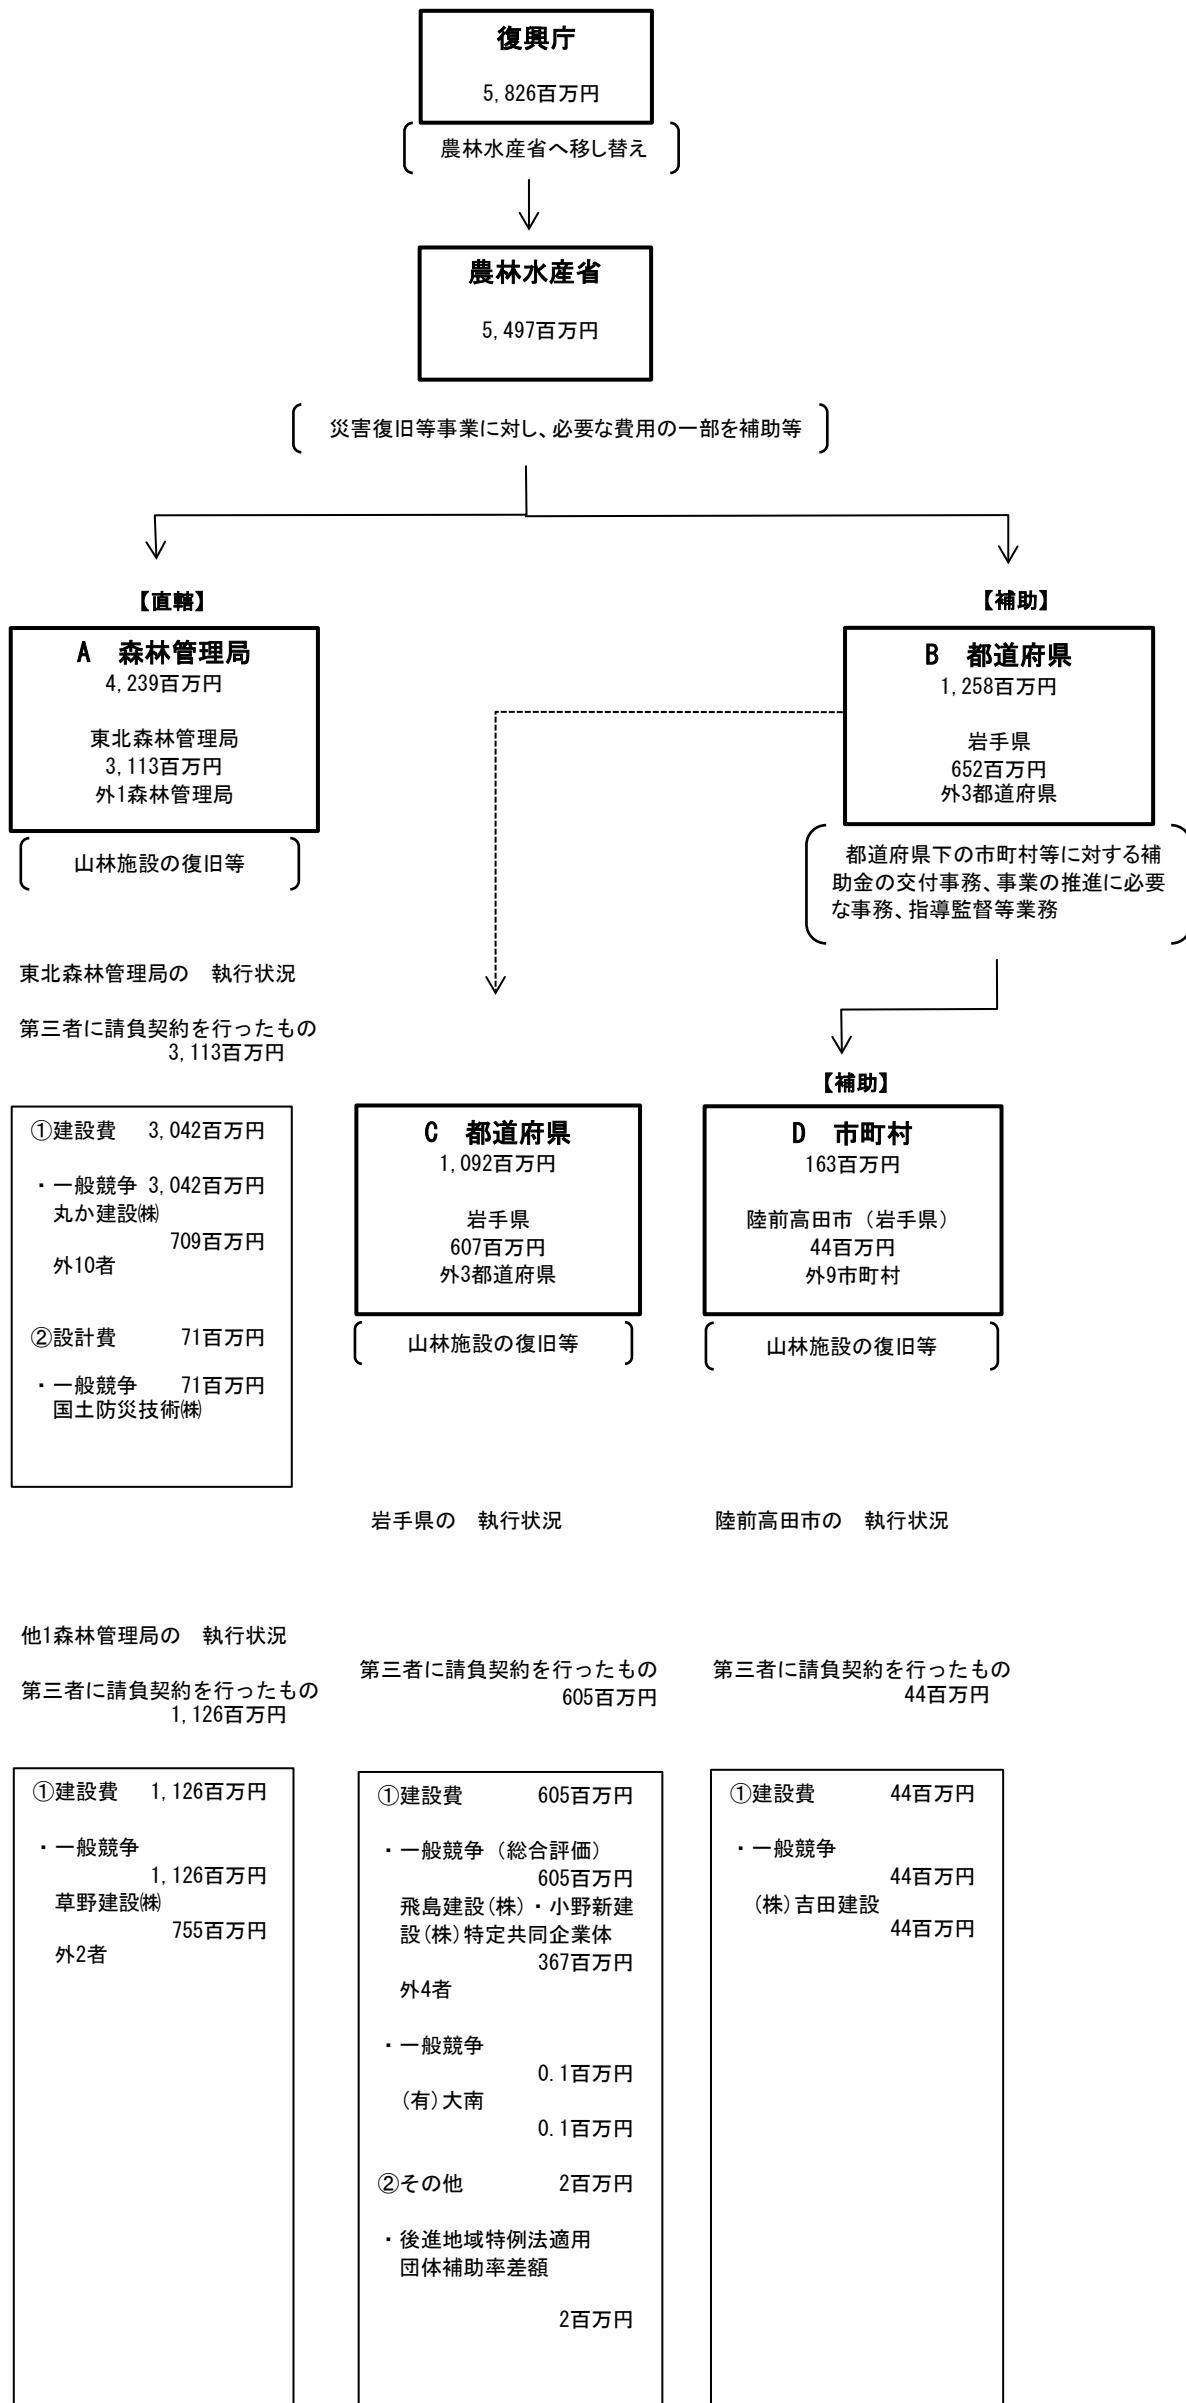 復興庁
5,826百万円
農林水産省へ移し替え
農林水産省
5,497百万円
災害復旧等事業に対し、必要な費用の一部を補助等
【直轄】
A　森林管理局
4,239百万円
東北森林管理局
3,113百万円
外1森林管理局
山林施設の復旧等
【補助】
B　都道府県
1,258百万円
岩手県
652百万円
外3都道府県
都道府県下の市町村等に対する補
助金の交付事務、事業の推進に必要
な事務、指導監督等業務
東北森林管理局の　執行状況
第三者に請負契約を行ったもの
3,113百万円
①建設費　3,042百万円
・一般競争 3,042百万円
丸か建設㈱
709百万円
外10者
②設計費　71百万円
・一般競争　71百万円
国土防災技術㈱
C　都道府県
1,092百万円
岩手県
607百万円
外3都道府県
山林施設の復旧等
【補助】
D　市町村
163百万円
陸前高田市（岩手県）
44百万円
外9市町村
山林施設の復旧等
他1森林管理局の　執行状況
第三者に請負契約を行ったもの
1,126百万円
①建設費　1,126百万円
・一般競争
1,126百万円
草野建設㈱
755百万円
外2者
岩手県の　執行状況
第三者に請負契約を行ったもの
605百万円
①建設費　605百万円
・一般競争（総合評価）
605百万円
飛島建設(株)・小野新建
設(株)特定共同企業体
367百万円
外4者
・一般競争
0.1百万円
(有)大南
0.1百万円
②その他　2百万円
・後進地域特例法適用
団体補助率差額
2百万円
陸前高田市の　執行状況
第三者に請負契約を行ったもの
44百万円
①建設費　44百万円
・一般競争
44百万円
(株)吉田建設
44百万円